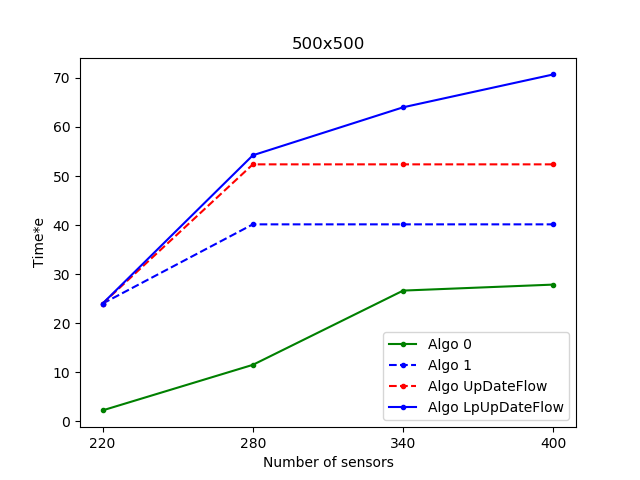 500x500
Time*e
70
60
50
40
30
20
10
0
220 280 340 400
Number of sensors
Algo 0
Algo 1
Algo UpDateFlow
Algo LpUpDateFlow